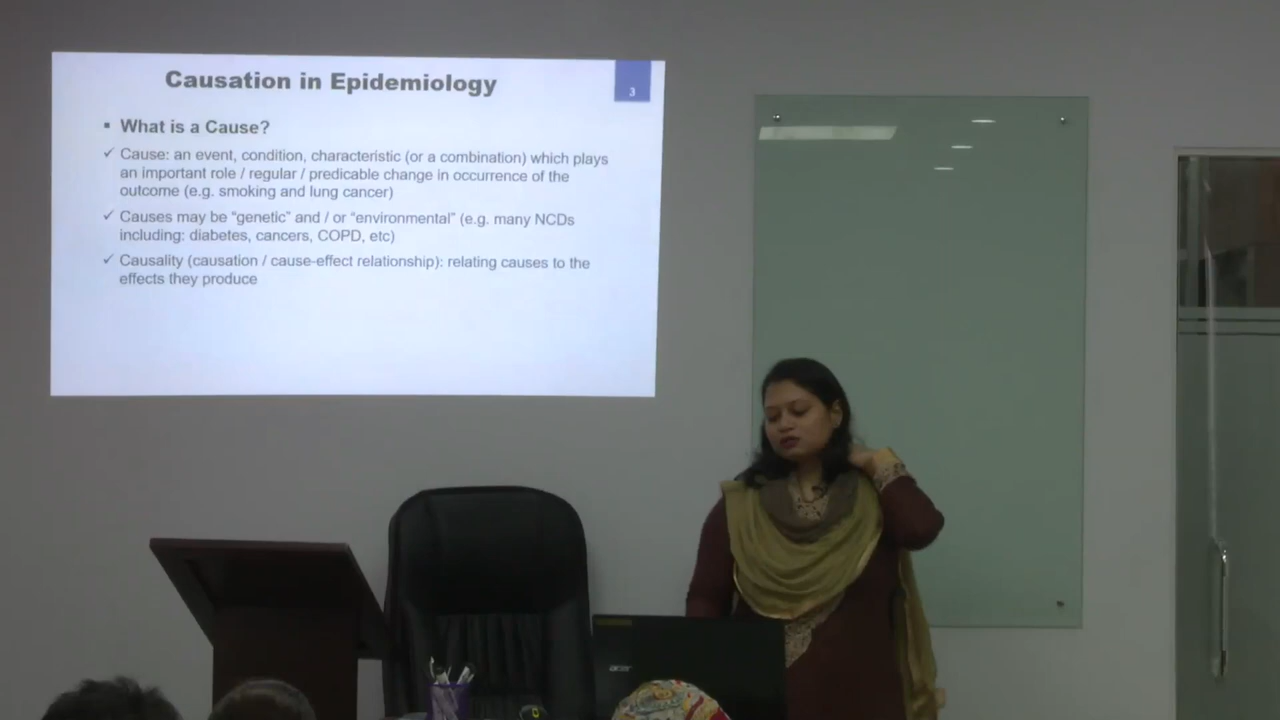 Causation in Epidemiology
3
▪ What is a Cause?
✓ Cause: an event, condition, characteristic (or a combination) which plays
an important role / regular / predicable change in occurrence of the
outcome (e.g. smoking and lung cancer)
✓ Causes may be “genetic” and / or “environmental” (e.g. many NCDs
including: diabetes, cancers, COPD, etc)
✓ Causality (causation / cause-effect relationship): relating causes to the
effects they produce
acer